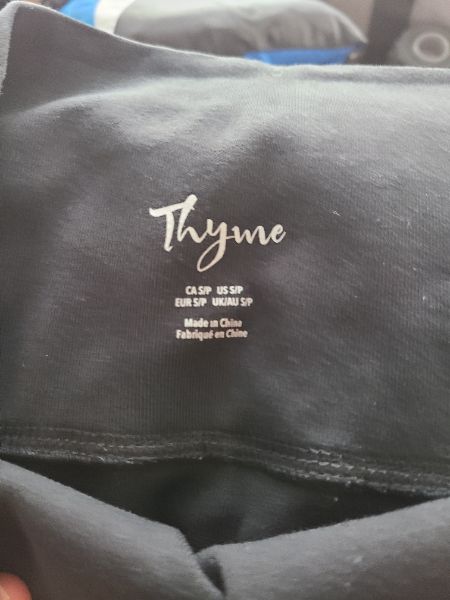 Thyme
CA S/P US S/P
EUR S/P UK/AU S/P
Made in China
Fabriqué en Chine